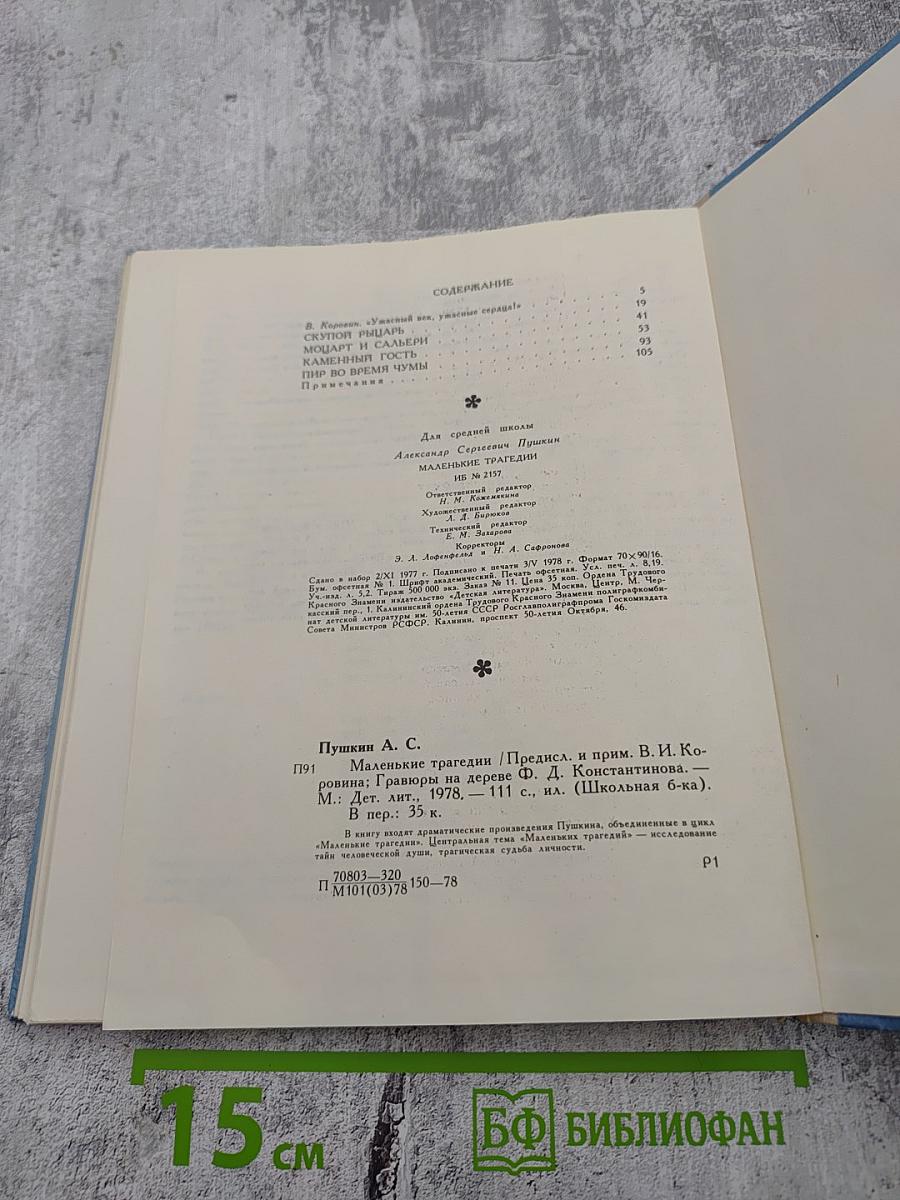 СОДЕРЖАНИЕ
В. Коровин. «Ужасный век, ужасные сердца!» . . . . . . . 5
СКУПОЙ РЫЦАРЬ . . . . . . . 19
МОЦАРТ И САЛЬЕРИ . . . . . . . 41
КАМЕННЫЙ ГОСТЬ . . . . . . . 53
ПИР ВО ВРЕМЯ ЧУМЫ . . . . . . . 93
Примечания . . . . . . . 105
Для средней школы
Александр Сергеевич Пушкин
МАЛЕНЬКИЕ ТРАГЕДИИ
ИБ № 2157
Ответственный редактор
Н. М. Кожемякина
Художественный редактор
Л. Д. Бирюков
Технический редактор
Е. М. Захарова
Корректоры
Э. Л. Лофенфельд и Н. А. Сафронова
Сдано в набор 2/XI 1977 г. Подписано к печати 3/V 1978 г. Формат 70×90/16.
Бум. офсетная № 1. Шрифт академический. Печать офсетная. Усл. печ. л. 8,19.
Уч.-изд. л. 5,2. Тираж 500 000 экз. Заказ № 11. Цена 35 коп. Ордена Трудового
Красного Знамени издательство «Детская литература». Москва, Центр, М. Чер-
касский пер., 1. Калининский ордена Трудового Красного Знамени полиграфкомби-
нат детской литературы им. 50-летия СССР Росглавполиграфпрома Госкомиздата
Совета Министров РСФСР. Калинин, проспект 50-летия Октября, 46.
Пушкин А. С.
П91 Маленькие трагедии / Предисл. и прим. В. И. Ко-
ровина; Гравюры на дереве Ф. Д. Константинова. —
М.: Дет. лит., 1978. — 111 с., ил. (Школьная б-ка).
В пер.: 35 к.
В книгу входят драматические произведения Пушкина, объединенные в цикл
«Маленькие трагедии». Центральная тема «Маленьких трагедий» — исследование
тайн человеческой души, трагическая судьба личности.
П 70803—320
М101(03)78 150—78
Р1
15 см
БФ БИБЛИОФАН